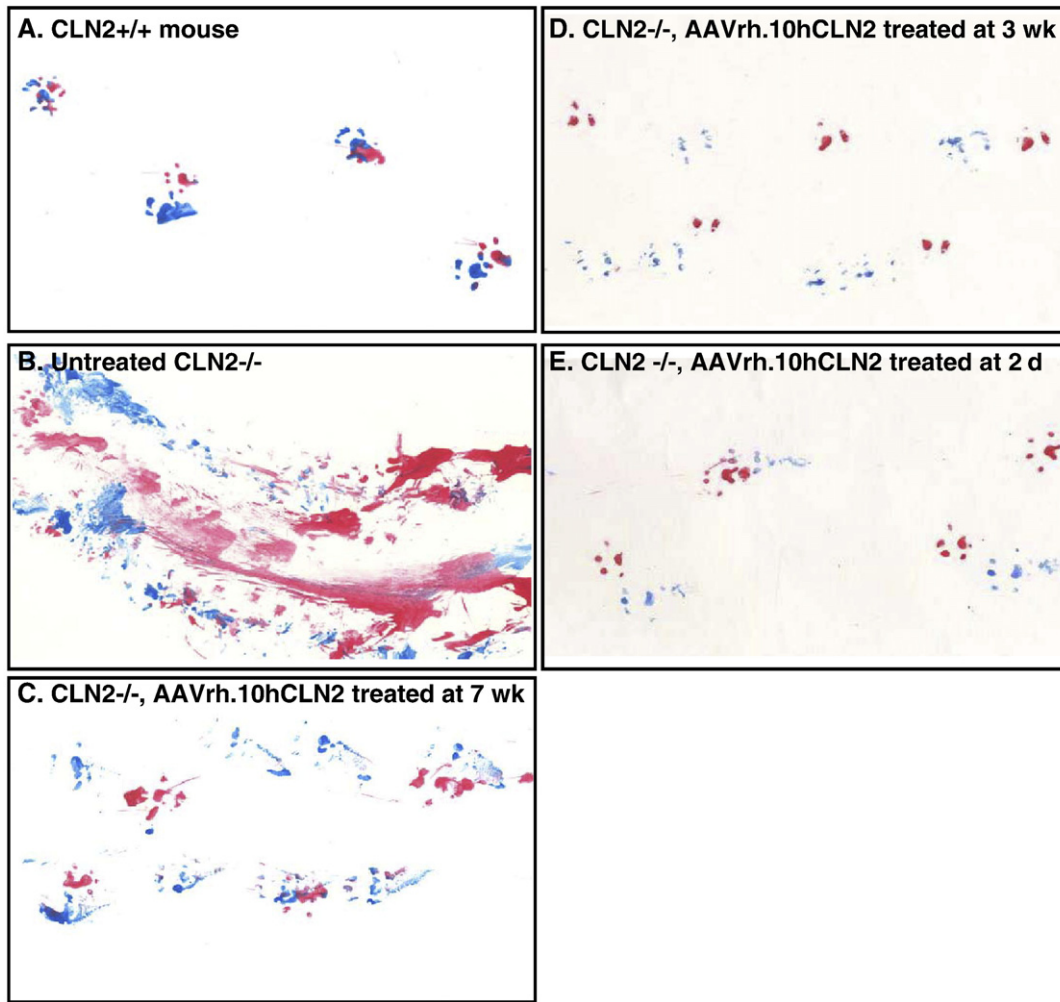 A. CLN2+/+ mouse
B. Untreated CLN2-/-
C. CLN2-/-, AAVrh.10hCLN2 treated at 7 wk
D. CLN2-/-, AAVrh.10hCLN2 treated at 3 wk
E. CLN2 -/-, AAVrh.10hCLN2 treated at 2 d